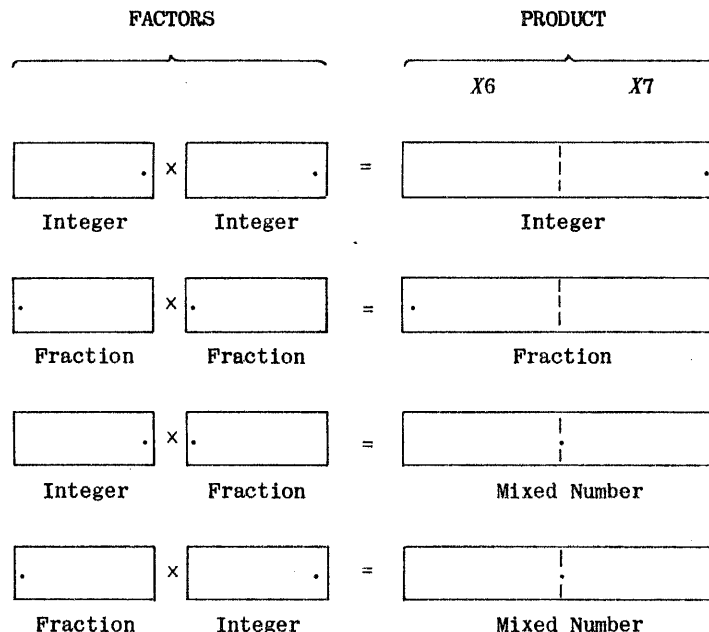 FACTORS PRODUCT
X6 X7
× =
Integer Integer Integer
× =
Fraction Fraction Fraction
× =
Integer Fraction Mixed Number
× =
Fraction Integer Mixed Number